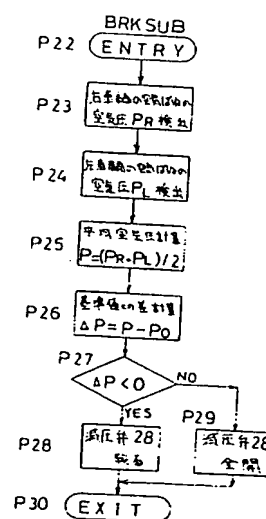 BRKSUB
P22
ENTRY
P23
右車軸の空気ばねの
空気圧PR検出
P24
左車軸の空気ばねの
空気圧PL検出
P25
平均空気圧計算
P=(PR+PL)/2
P26
基準値との差計算
ΔP=P-PO
P27
ΔP<0
NO
YES
P29
P28
減圧弁28
絞る
減圧弁28
全開
P30
EXIT